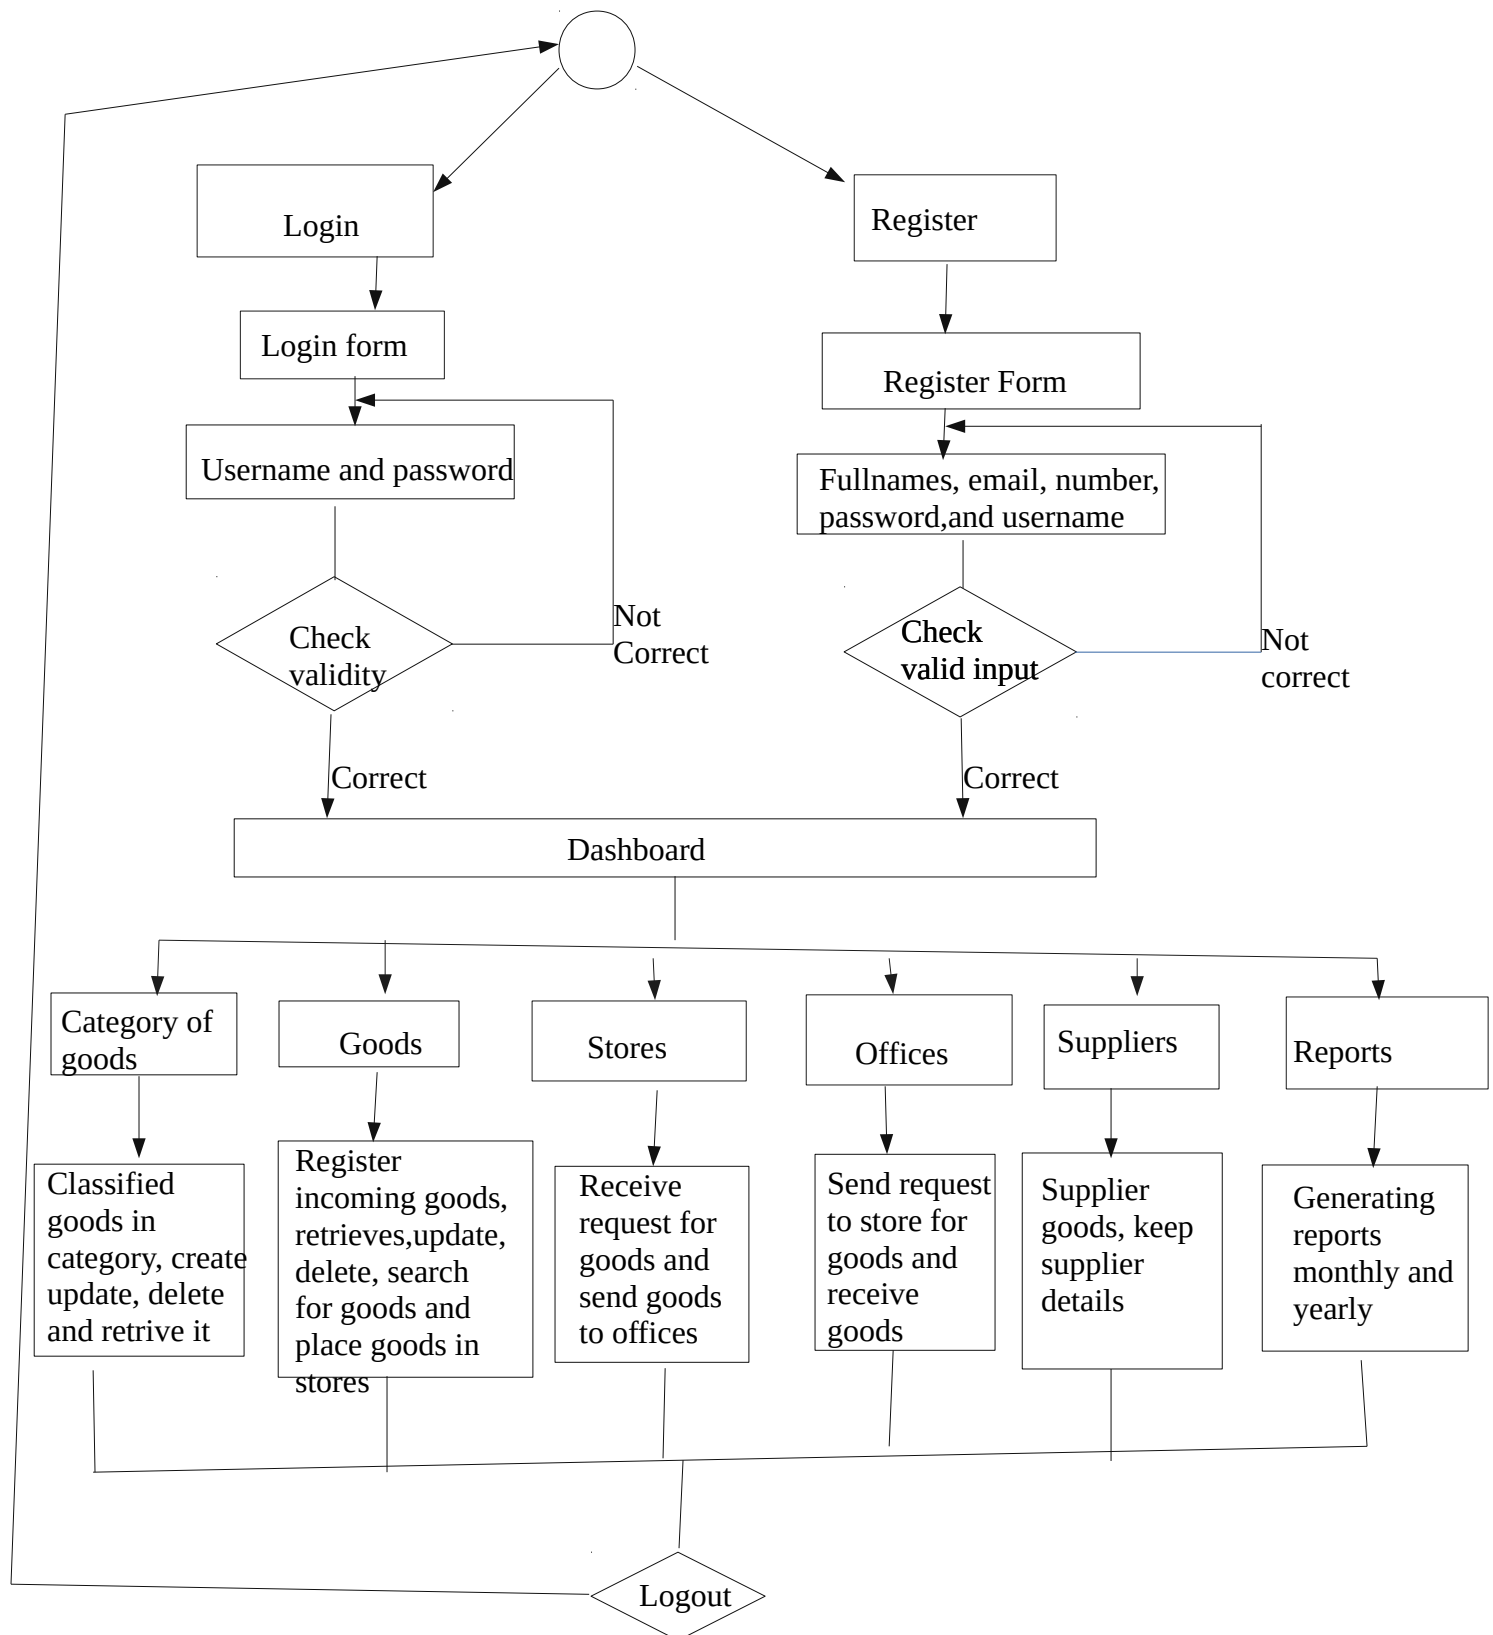 Login
Register
Login form
Register Form
Username and password
Fullnames, email, number,
password,and username
Check
validity
Not
Correct
Check
valid input
Not
correct
Correct
Correct
Dashboard
Category of
goods
Goods
Stores
Offices
Suppliers
Reports
Classified
goods in
category, create
update, delete
and retrive it
Register
incoming goods,
retrieves,update,
delete, search
for goods and
place goods in
stores
Receive
request for
goods and
send goods
to offices
Send request
to store for
goods and
receive
goods
Supplier
goods, keep
supplier
details
Generating
reports
monthly and
yearly
Logout